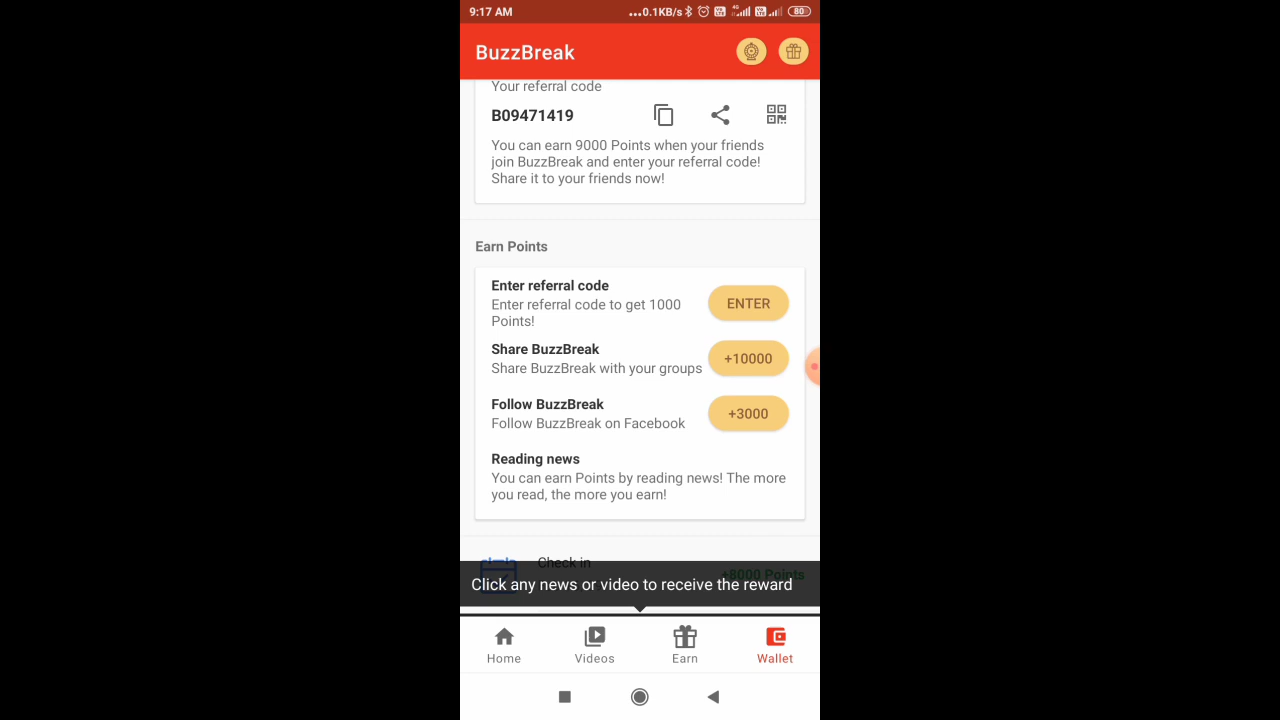 9:17 AM
...0.1KB/s
4G
80
BuzzBreak
Your referral code
B09471419
You can earn 9000 Points when your friends
join BuzzBreak and enter your referral code!
Share it to your friends now!
Earn Points
Enter referral code
Enter referral code to get 1000
Points!
ENTER
Share BuzzBreak
Share BuzzBreak with your groups
+10000
Follow BuzzBreak
Follow BuzzBreak on Facebook
+3000
Reading news
You can earn Points by reading news! The more
you read, the more you earn!
Check in
+8000 Points
Click any news or video to receive the reward
Home
Videos
Earn
Wallet